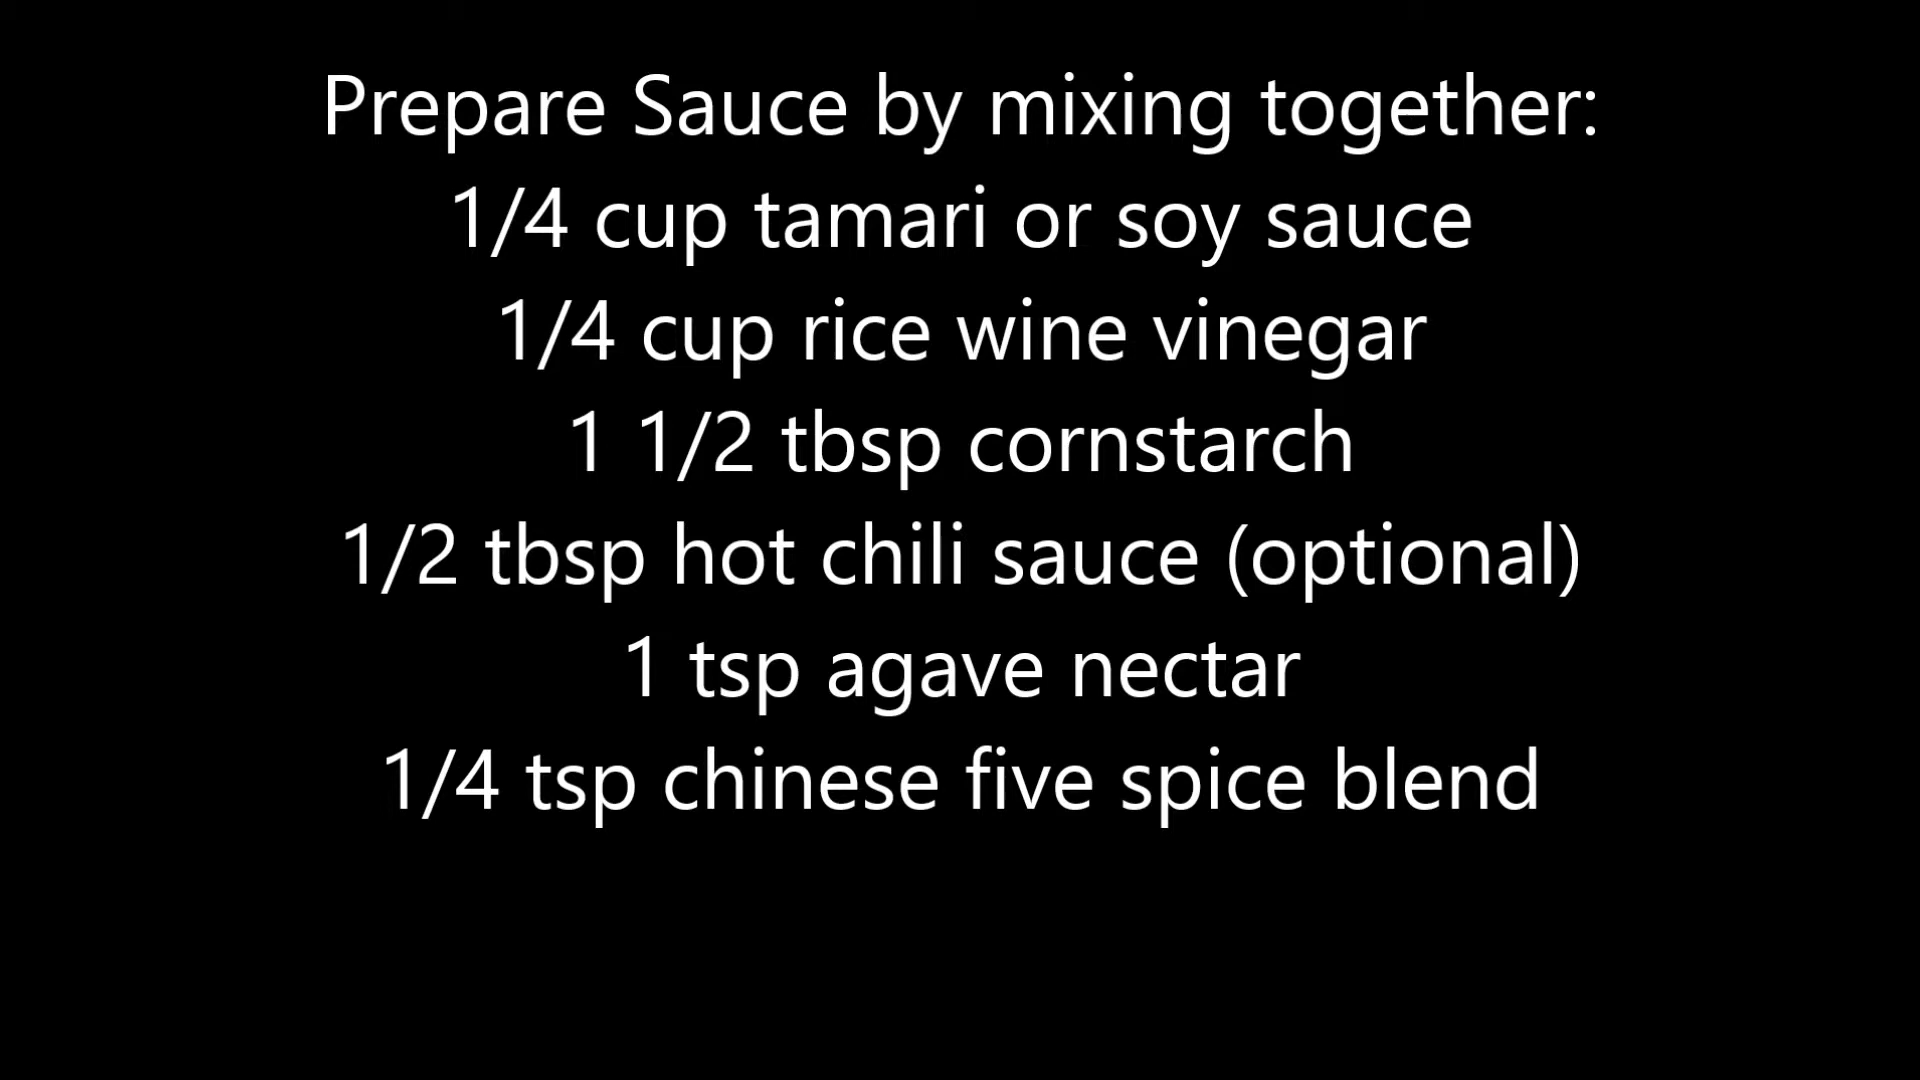 Prepare Sauce by mixing together:
1/4 cup tamari or soy sauce
1/4 cup rice wine vinegar
1 1/2 tbsp cornstarch
1/2 tbsp hot chili sauce (optional)
1 tsp agave nectar
1/4 tsp chinese five spice blend